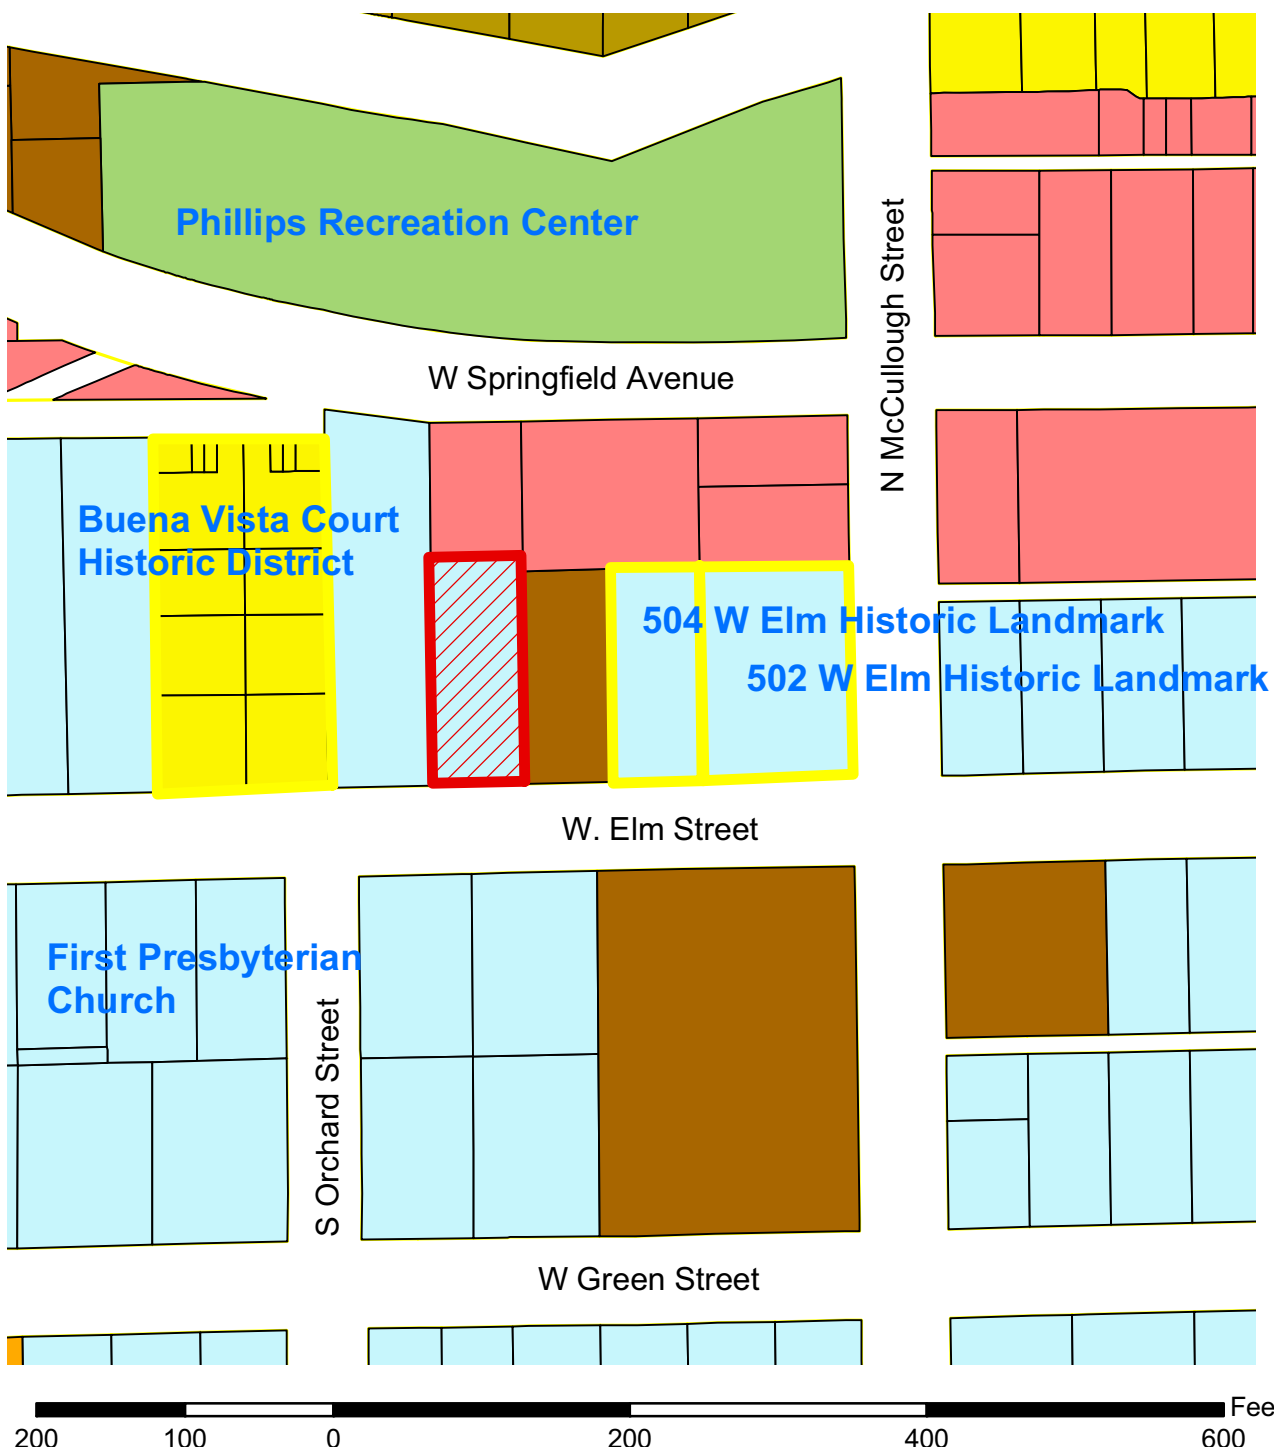 Phillips Recreation Center
N McCullough Street
W Springfield Avenue
Buena Vista Court
Historic District
504 W Elm Historic Landmark
502 W Elm Historic Landmark
W. Elm Street
First Presbyterian
Church
S Orchard Street
W Green Street
Fee
200 100 0 200 400 600